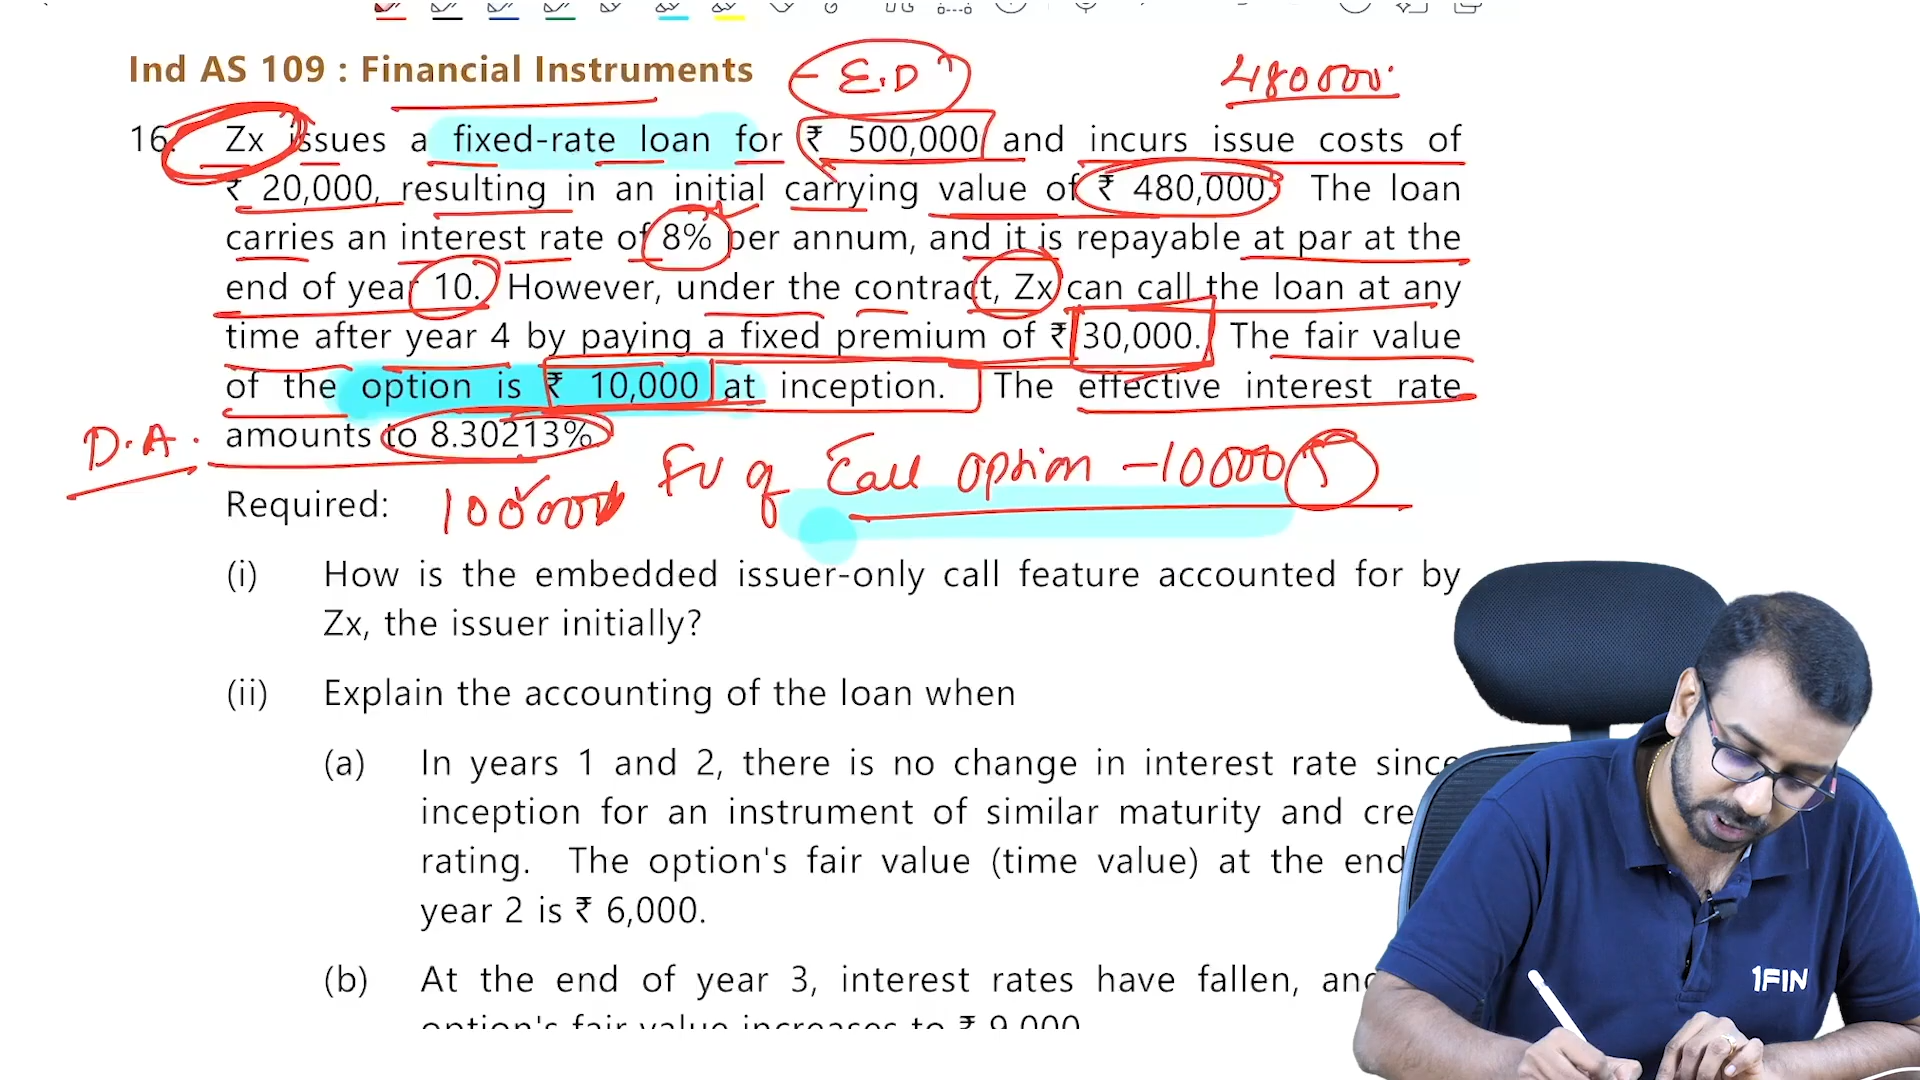 Ind AS 109 : Financial Instruments
E.D
480000
16. Zx issues a fixed-rate loan for ₹ 500,000 and incurs issue costs of
₹ 20,000, resulting in an initial carrying value of ₹ 480,000. The loan
carries an interest rate of 8% per annum, and it is repayable at par at the
end of year 10. However, under the contract, Zx can call the loan at any
time after year 4 by paying a fixed premium of ₹ 30,000. The fair value
of the option is ₹ 10,000 at inception. The effective interest rate
D.A. amounts to 8.30213%
FV of Call option - 10000
Required:
(i) How is the embedded issuer-only call feature accounted for by
Zx, the issuer initially?
(ii) Explain the accounting of the loan when
(a) In years 1 and 2, there is no change in interest rate since
inception for an instrument of similar maturity and cre
rating. The option's fair value (time value) at the end
year 2 is ₹ 6,000.
(b) At the end of year 3, interest rates have fallen, an
option's fair value increases to ₹ 9,000
1FIN